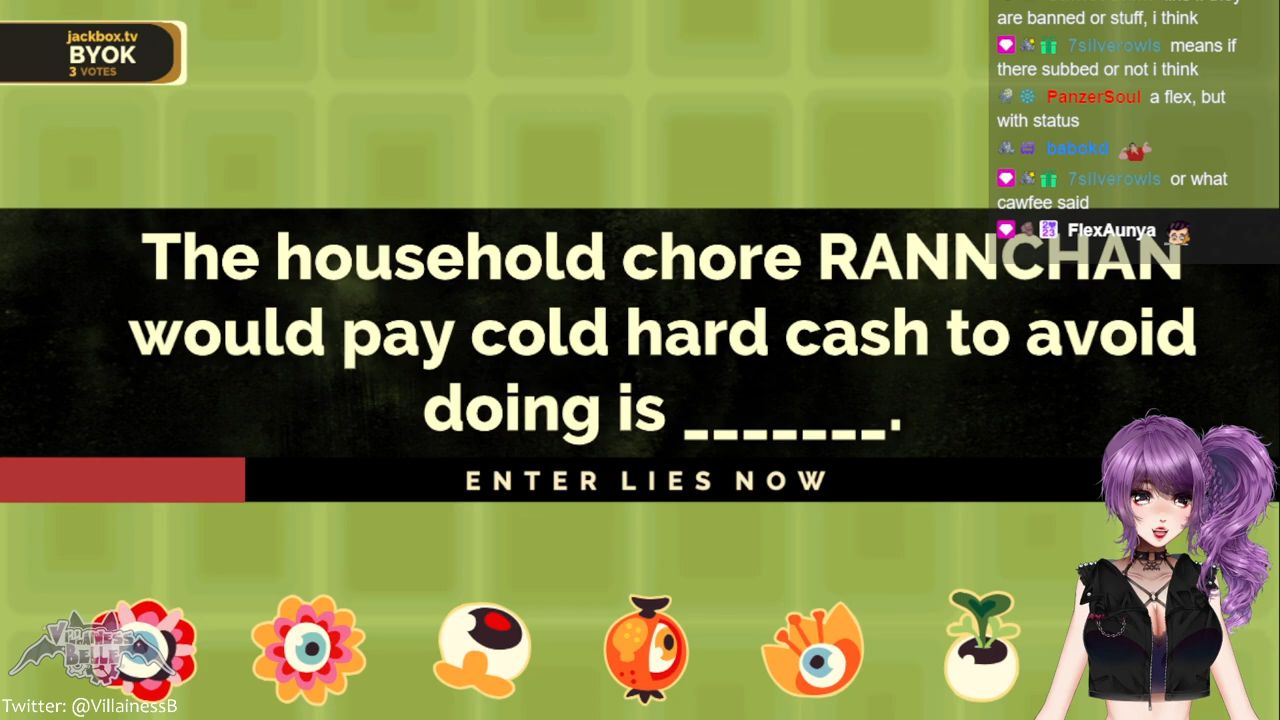 jackbox.tv
BYOK
3 VOTES
are banned or stuff, i think
7silverowls means if
there subbed or not i think
PanzerSoul a flex, but
with status
babokd
7silverowls or what
cawfee said
FlexAunya
The household chore RANNCHAN
would pay cold hard cash to avoid
doing is _______.
ENTER LIES NOW
VILLAINESS
BELLE
Twitter: @VillainessB